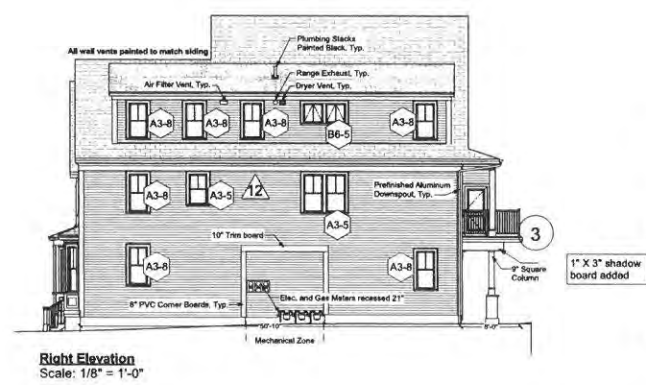 All wall vents painted to match siding
Plumbing Stacks
Painted Black, Typ.
Range Exhaust, Typ.
Air Filter Vent, Typ.
Dryer Vent, Typ.
A3-8
A3-8
A3-8
A3-8
B6-5
A3-8
A3-5
12
Prefinished Aluminum
Downspout, Typ.
A3-5
3
10" Trim board
A3-8
A3-8
9" Square
Column
1" X 3" shadow
board added
Elec. and Gas Meters recessed 21"
8" PVC Corner Boards, Typ.
50'-10"
6'-0"
Mechanical Zone
Right Elevation
Scale: 1/8" = 1'-0"